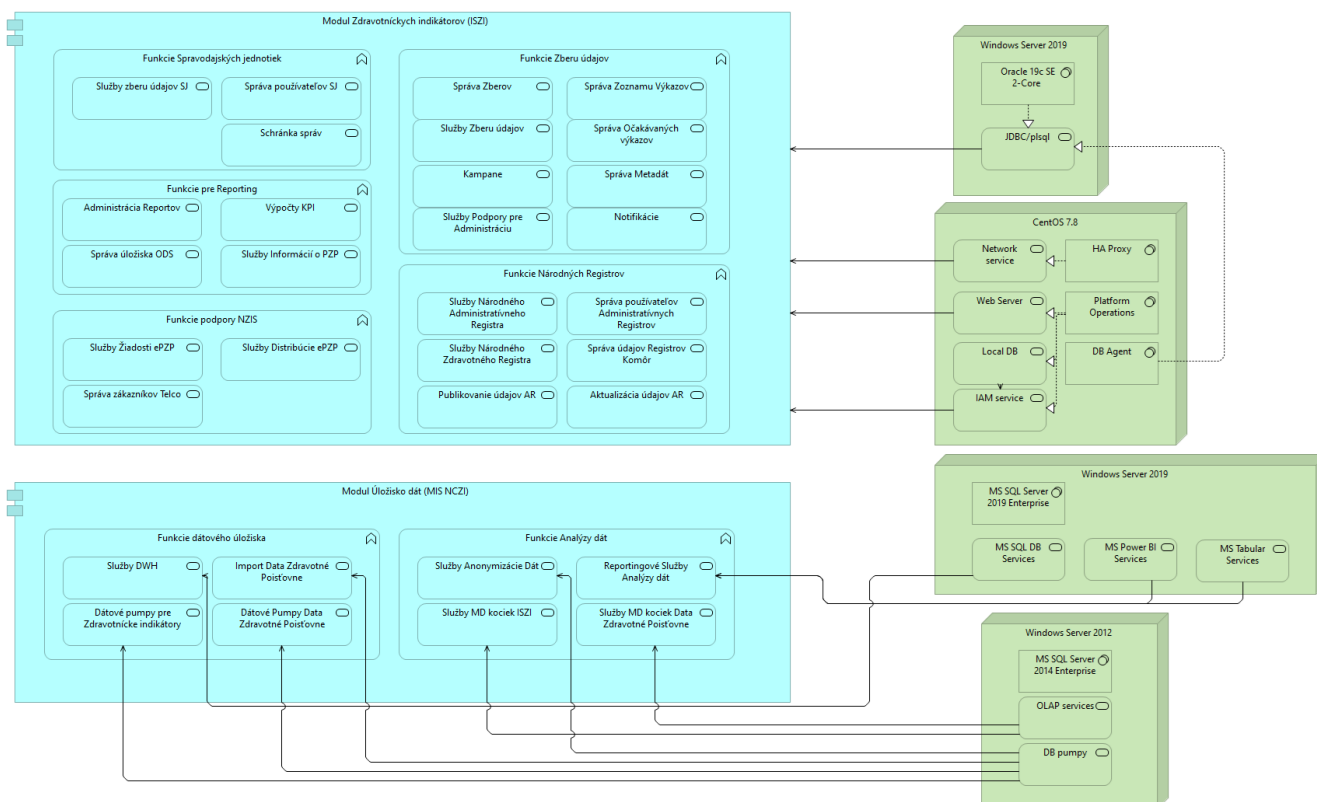 Modul Zdravotníckych indikátorov (ISZI)
Funkcie Spravodajských jednotiek
Služby zberu údajov SJ
Správa používateľov SJ
Schránka správ
Funkcie pre Reporting
Administrácia Reportov
Výpočty KPI
Správa úložiska ODS
Služby Informácií o PZP
Funkcie podpory NZIS
Služby Žiadosti ePZP
Služby Distribúcie ePZP
Správa zákazníkov Telco
Funkcie Zberu údajov
Správa Zberov
Správa Zoznamu Výkazov
Služby Zberu údajov
Správa Očakávaných
výkazov
Kampane
Správa Metadát
Služby Podpory pre
Administráciu
Notifikácie
Funkcie Národných Registrov
Služby Národného
Administratívneho
Registra
Správa používateľov
Administratívnych
Registrov
Služby Národného
Zdravotného Registra
Správa údajov Registrov
Komôr
Publikovanie údajov AR
Aktualizácia údajov AR
Windows Server 2019
Oracle 19c SE
2-Core
JDBC/plsql
CentOS 7.8
Network
service
HA Proxy
Web Server
Platform
Operations
Local DB
DB Agent
IAM service
Modul Úložisko dát (MIS NCZI)
Funkcie dátového úložiska
Služby DWH
Import Data Zdravotné
Poisťovne
Dátové pumpy pre
Zdravotnícke indikátory
Dátové Pumpy Data
Zdravotné Poisťovne
Funkcie Analýzy dát
Služby Anonymizácie Dát
Reportingové Služby
Analýzy dát
Služby MD kociek ISZI
Služby MD kociek Data
Zdravotné Poisťovne
Windows Server 2019
MS SQL Server
2019 Enterprise
MS SQL DB
Services
MS Power BI
Services
MS Tabular
Services
Windows Server 2012
MS SQL Server
2014 Enterprise
OLAP services
DB pumpy